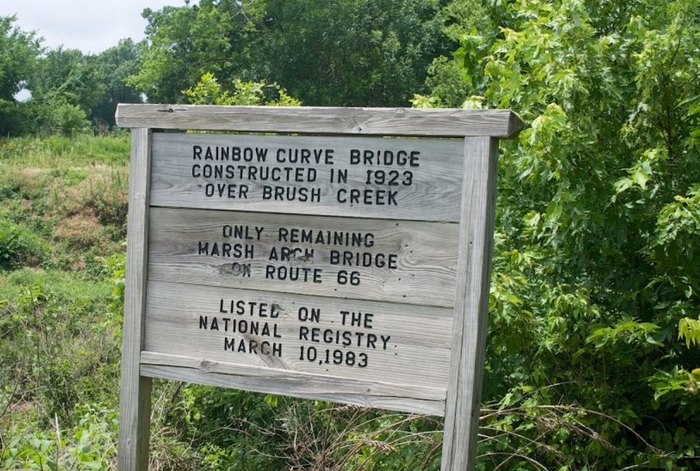 RAINBOW CURVE BRIDGE
CONSTRUCTED IN 1923
OVER BRUSH CREEK
ONLY REMAINING
MARSH ARCH BRIDGE
ON ROUTE 66
LISTED ON THE
NATIONAL REGISTRY
MARCH 10,1983